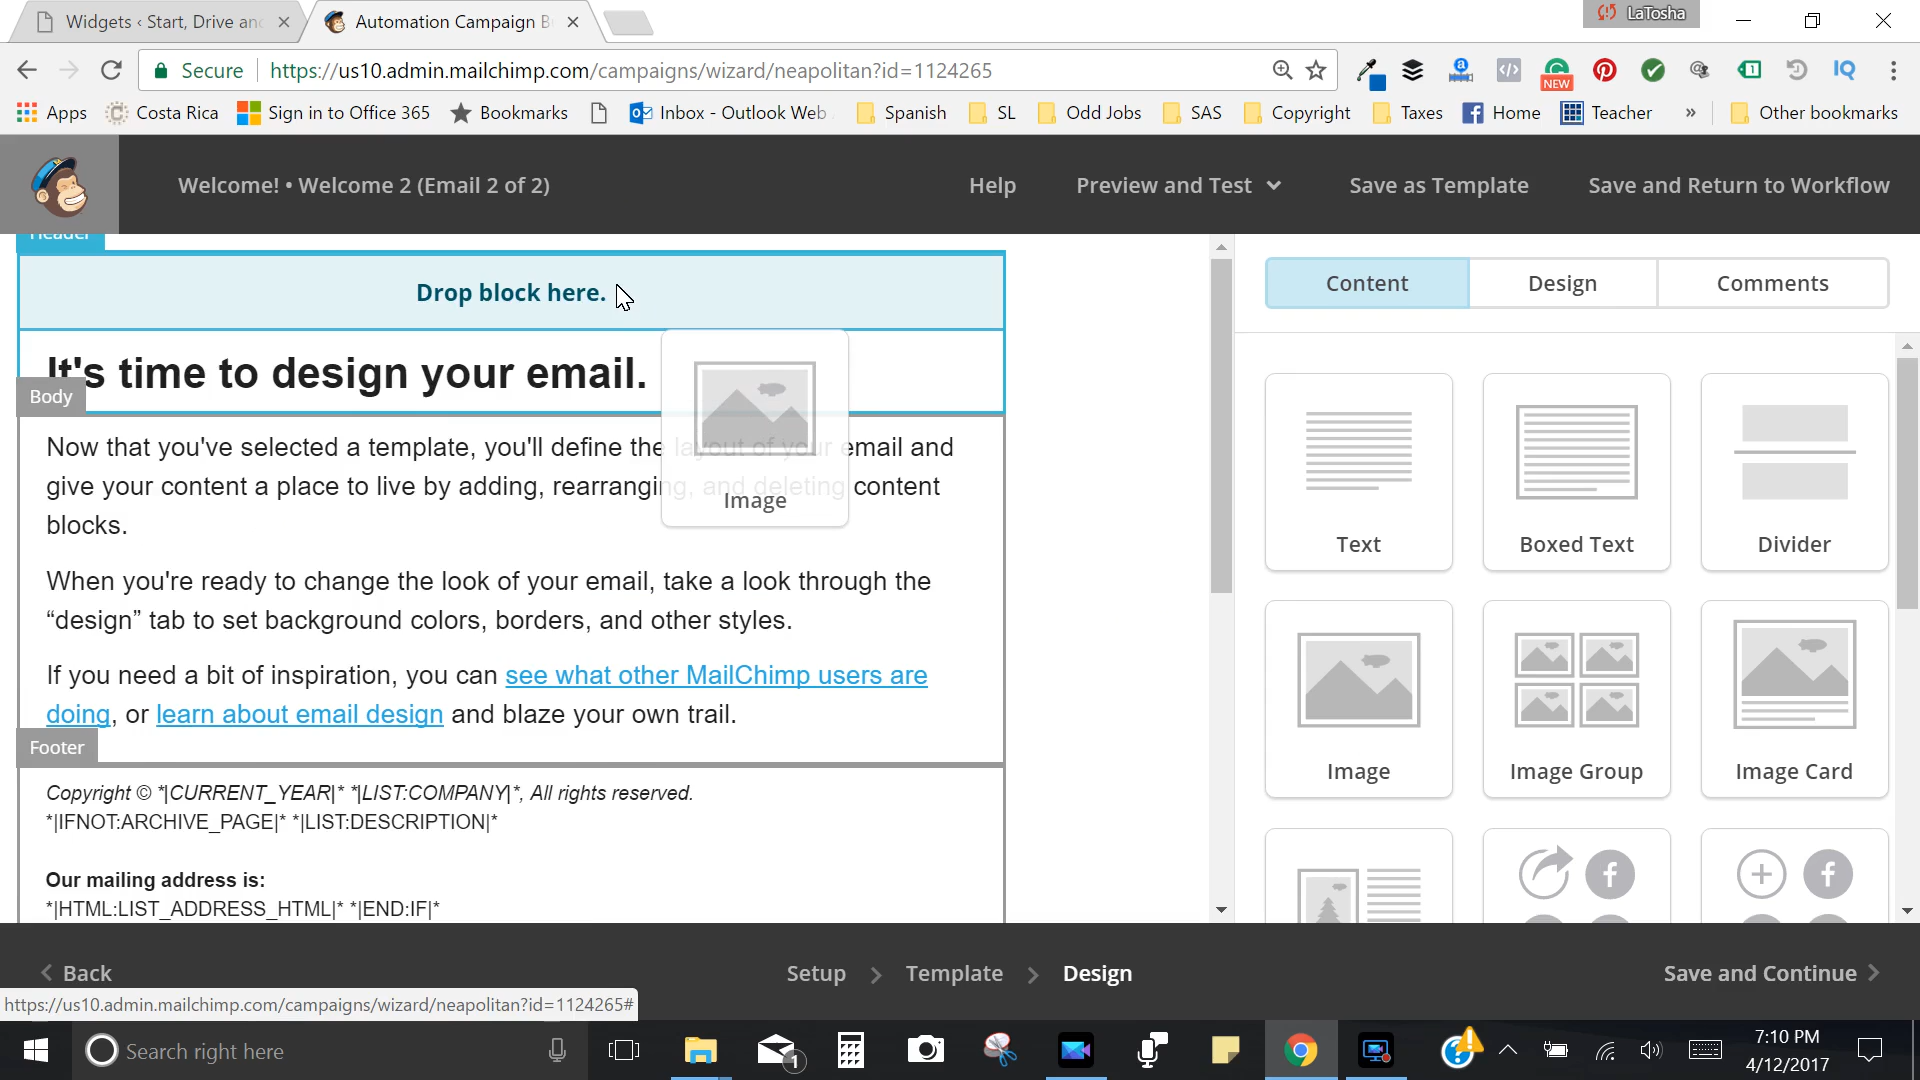 Widgets ‹ Start, Drive and
Automation Campaign B
LaTosha
Secure
https://us10.admin.mailchimp.com/campaigns/wizard/neapolitan?id=1124265
NEW
IQ
Apps
Costa Rica
Sign in to Office 365
Bookmarks
Inbox - Outlook Web
Spanish
SL
Odd Jobs
SAS
Copyright
Taxes
Home
Teacher
»
Other bookmarks
Welcome! • Welcome 2 (Email 2 of 2)
Help
Preview and Test
Save as Template
Save and Return to Workflow
Header
Drop block here.
Content
Design
Comments
It's time to design your email.
Body
Now that you've selected a template, you'll define the layout of your email and
give your content a place to live by adding, rearranging, and deleting content
blocks.
Image
When you're ready to change the look of your email, take a look through the
“design” tab to set background colors, borders, and other styles.
If you need a bit of inspiration, you can see what other MailChimp users are
doing, or learn about email design and blaze your own trail.
Text
Boxed Text
Divider
Image
Image Group
Image Card
Footer
Copyright © *|CURRENT_YEAR|* *|LIST:COMPANY|*, All rights reserved.
*|IFNOT:ARCHIVE_PAGE|* *|LIST:DESCRIPTION|*
Our mailing address is:
*|HTML:LIST_ADDRESS_HTML|* *|END:IF|*
Back
Setup
Template
Design
Save and Continue
https://us10.admin.mailchimp.com/campaigns/wizard/neapolitan?id=1124265#
Search right here
1
7:10 PM
4/12/2017